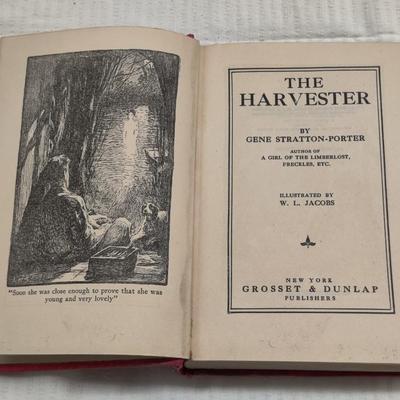 "Soon she was close enough to prove that she was
young and very lovely"
THE
HARVESTER
BY
GENE STRATTON-PORTER
AUTHOR OF
A GIRL OF THE LIMBERLOST,
FRECKLES, ETC.
ILLUSTRATED BY
W. L. JACOBS
NEW YORK
GROSSET & DUNLAP
PUBLISHERS